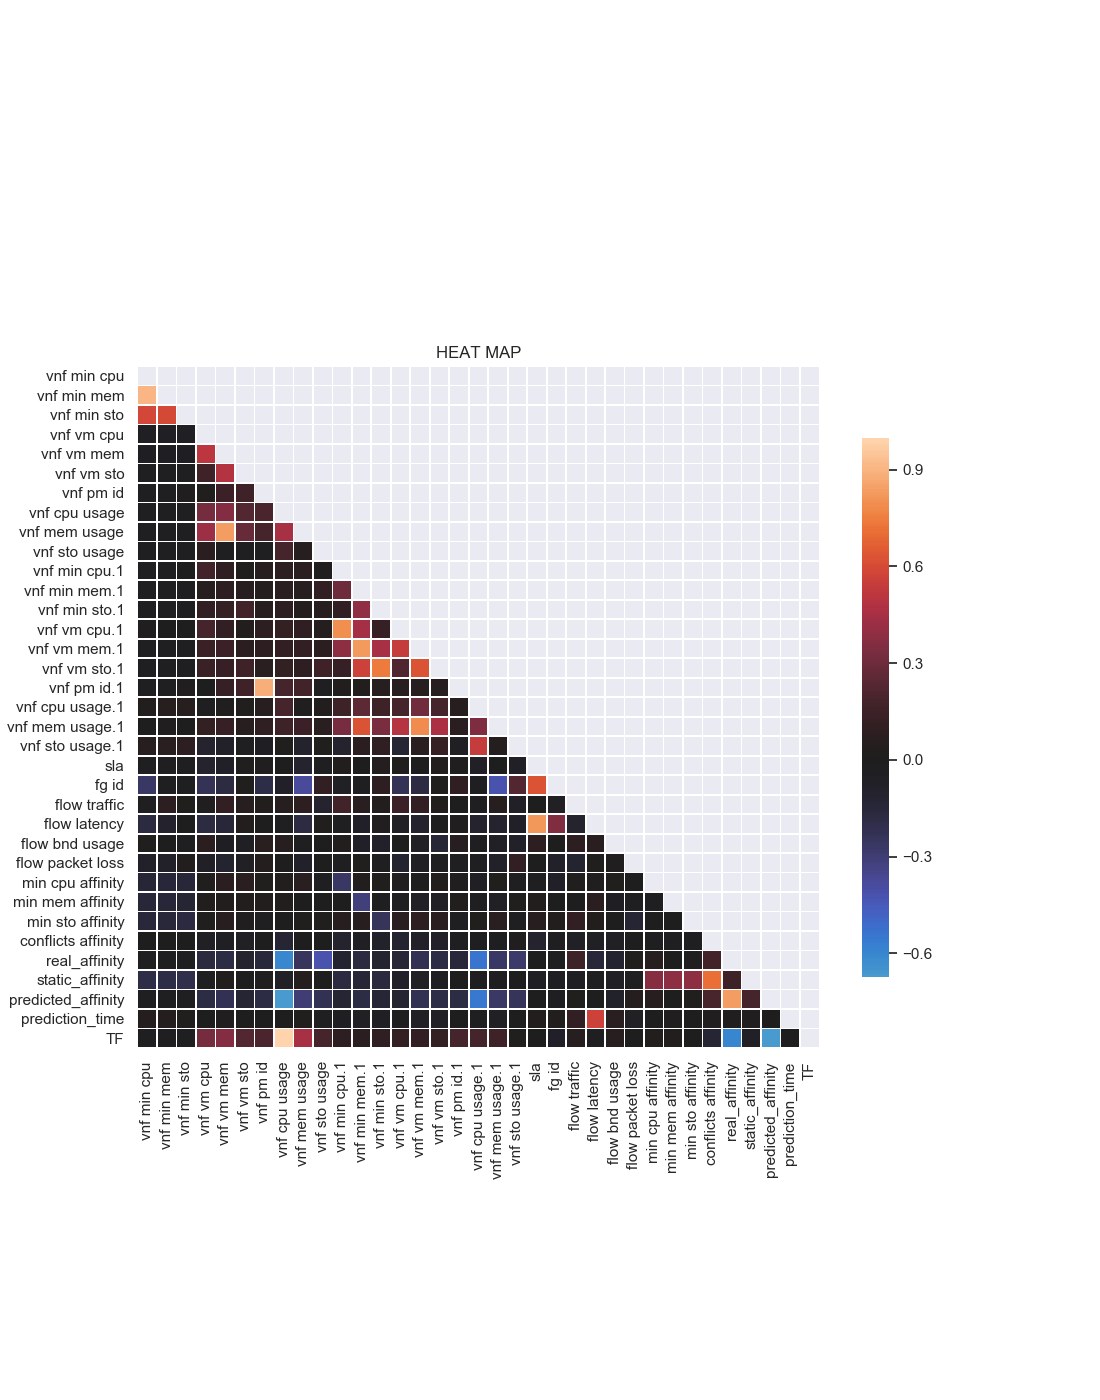 HEAT MAP
vnf min cpu
vnf min mem
vnf min sto
vnf vm cpu
vnf vm mem
vnf vm sto
vnf pm id
vnf cpu usage
vnf mem usage
vnf sto usage
vnf min cpu.1
vnf min mem.1
vnf min sto.1
vnf vm cpu.1
vnf vm mem.1
vnf vm sto.1
vnf pm id.1
vnf cpu usage.1
vnf mem usage.1
vnf sto usage.1
sla
fg id
flow traffic
flow latency
flow bnd usage
flow packet loss
min cpu affinity
min mem affinity
min sto affinity
conflicts affinity
real_affinity
static_affinity
predicted_affinity
prediction_time
TF
vnf min cpu
vnf min mem
vnf min sto
vnf vm cpu
vnf vm mem
vnf vm sto
vnf pm id
vnf cpu usage
vnf mem usage
vnf sto usage
vnf min cpu.1
vnf min mem.1
vnf min sto.1
vnf vm cpu.1
vnf vm mem.1
vnf vm sto.1
vnf pm id.1
vnf cpu usage.1
vnf mem usage.1
vnf sto usage.1
sla
fg id
flow traffic
flow latency
flow bnd usage
flow packet loss
min cpu affinity
min mem affinity
min sto affinity
conflicts affinity
real_affinity
static_affinity
predicted_affinity
prediction_time
TF
0.9
0.6
0.3
0.0
−0.3
−0.6